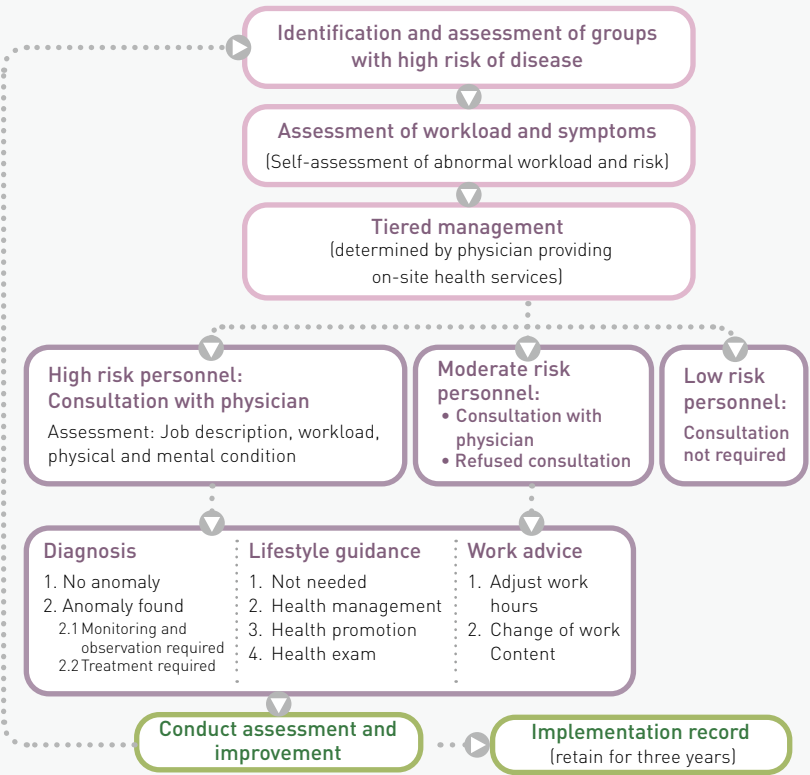 Identification and assessment of groups
with high risk of disease
Assessment of workload and symptoms
(Self-assessment of abnormal workload and risk)
Tiered management
(determined by physician providing
on-site health services)
High risk personnel:
Consultation with physician
Assessment: Job description, workload,
physical and mental condition
Moderate risk
personnel:
• Consultation with
physician
• Refused consultation
Low risk
personnel:
Consultation
not required
Diagnosis
1. No anomaly
2. Anomaly found
2.1 Monitoring and
observation required
2.2 Treatment required
Lifestyle guidance
1. Not needed
2. Health management
3. Health promotion
4. Health exam
Work advice
1. Adjust work
hours
2. Change of work
Content
Conduct assessment and
improvement
Implementation record
(retain for three years)